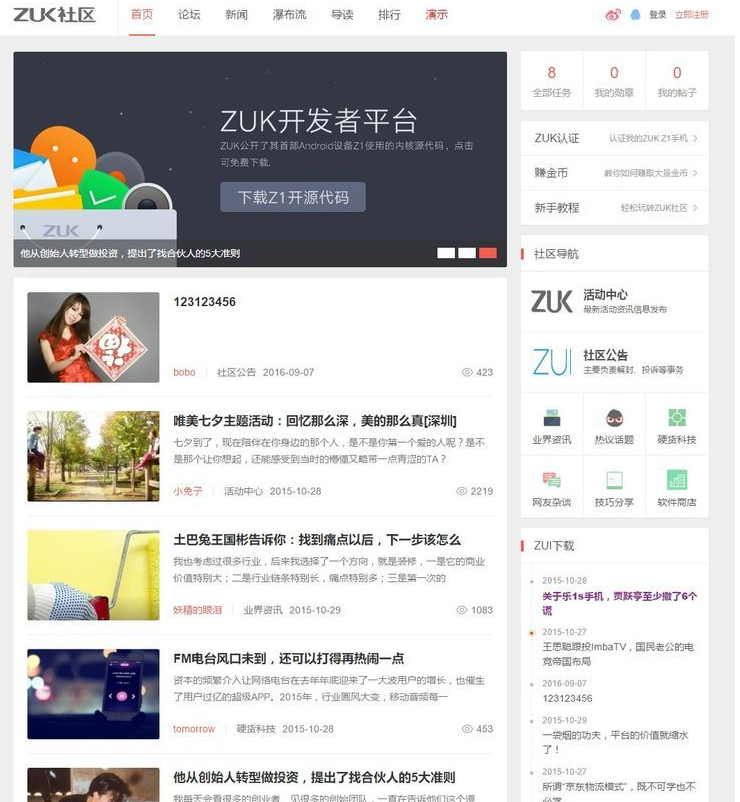 ZUK社区
首页 论坛 新闻 瀑布流 导读 排行 演示
登录 立即注册
ZUK开发者平台
ZUK公开了其首部Android设备Z1使用的内核源代码，点击
可免费下载。
下载Z1开源代码
ZUK
他从创始人转型做投资，提出了找合伙人的5大准则
123123456
bobo 社区公告 2016-09-07 423
唯美七夕主题活动：回忆那么深，美的那么真[深圳]
七夕到了，现在陪伴在你身边的那个人，是不是你第一个爱的人呢？是不
是那个让你想起，还能感受到当时的懵懂又略带一点青涩的TA？
小兔子 活动中心 2015-10-28 2219
土巴兔王国彬告诉你：找到痛点以后，下一步该怎么
我也考虑过很多行业，后来我选择了一个方向，就是装修，一是它的商业
价值特别大；二是行业链条特别长，痛点特别多；三是第一次的
妖精的眼泪 业界资讯 2015-10-29 1083
FM电台风口未到，还可以打得再热闹一点
资本的频繁介入让网络电台在去年年底迎来了一大波用户的增长，也催生
了用户过亿的超级APP。2015年，行业飓风大变，移动音频每一
tomorrow 硬货科技 2015-10-28 453
他从创始人转型做投资，提出了找合伙人的5大准则
我每天会看很多的创业者，见很多的创始团队，一直在告诉他们这个道
8 0 0
全部任务 我的勋章 我的帖子
ZUK认证 认证我的ZUK Z1手机
赚金币 教你如何赚取大量金币
新手教程 轻松玩转ZUK社区
社区导航
ZUK 活动中心
最新活动资讯信息发布
ZUI 社区公告
主要负责解封、投诉等事务
业界资讯 热议话题 硬货科技
网友杂谈 技巧分享 软件商店
ZUI下载
2015-10-28
关于乐1s手机，贾跃亭至少撒了6个
谎
2015-10-27
王思聪跟投ImbaTV，国民老公的电
竞帝国布局
2016-09-07
123123456
2015-10-29
一袋烟的功夫，平台的价值就缩水
了！
2015-10-27
所谓“京东物流模式”，既不可学也不
必学